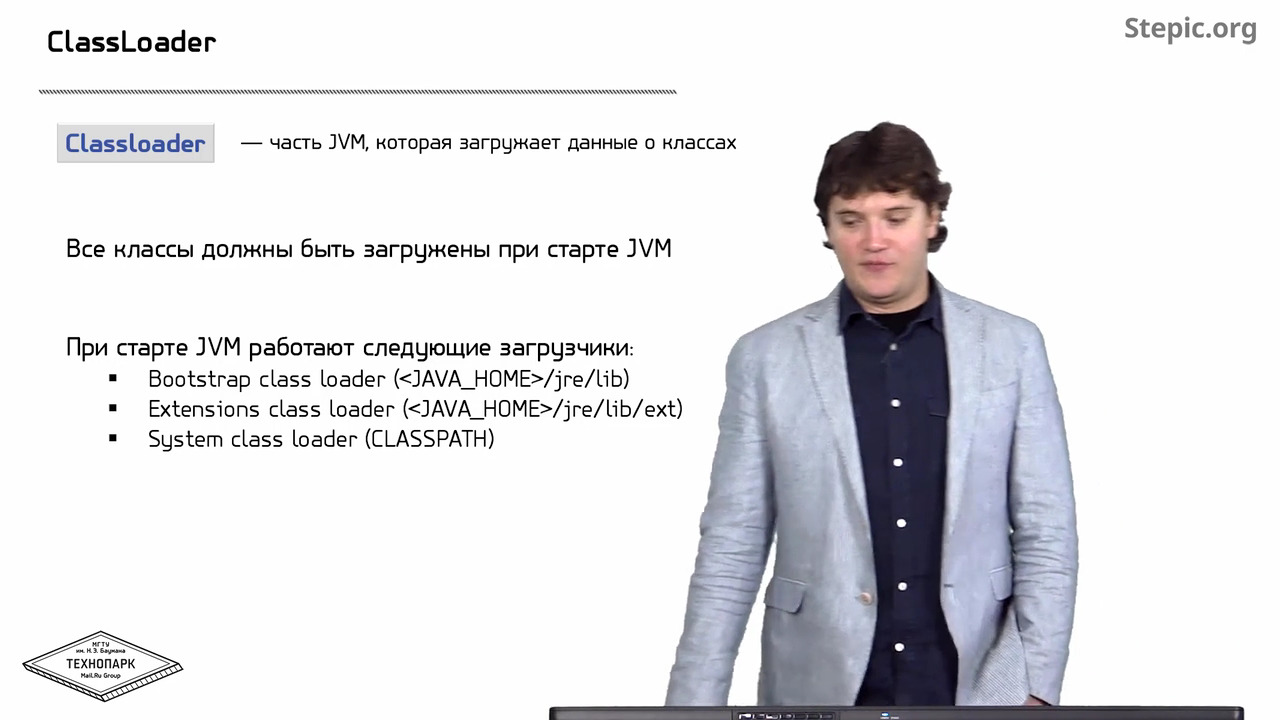 ClassLoader
Stepic.org
Classloader — часть JVM, которая загружает данные о классах
Все классы должны быть загружены при старте JVM
При старте JVM работают следующие загрузчики:
▪ Bootstrap class loader (<JAVA_HOME>/jre/lib)
▪ Extensions class loader (<JAVA_HOME>/jre/lib/ext)
▪ System class loader (CLASSPATH)
МГТУ
им. Н.Э. Баумана
ТЕХНОПАРК
Mail.Ru Group